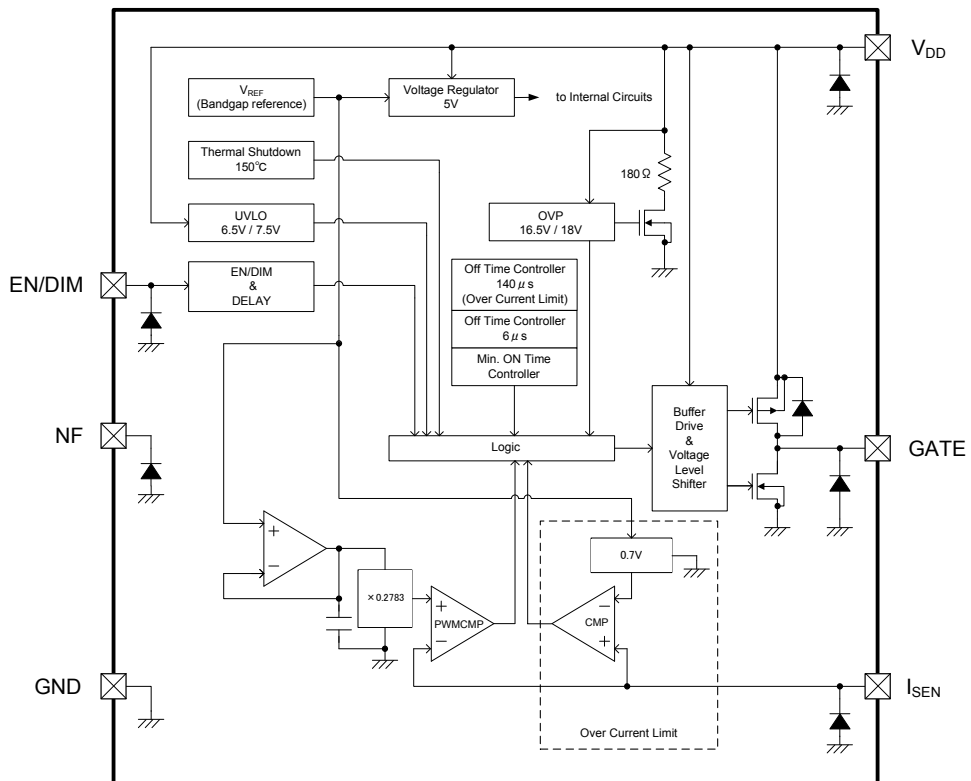 V_DD
V_REF
(Bandgap reference)
Voltage Regulator
5V
to Internal Circuits
Thermal Shutdown
150℃
180Ω
UVLO
6.5V / 7.5V
OVP
16.5V / 18V
EN/DIM
EN/DIM
&
DELAY
Off Time Controller
140μs
(Over Current Limit)
Off Time Controller
6μs
Min. ON Time
Controller
Buffer
Drive
&
Voltage
Level
Shifter
NF
Logic
GATE
+
−
×0.2783
+
PWMCMP
−
0.7V
−
CMP
+
GND
I_SEN
Over Current Limit